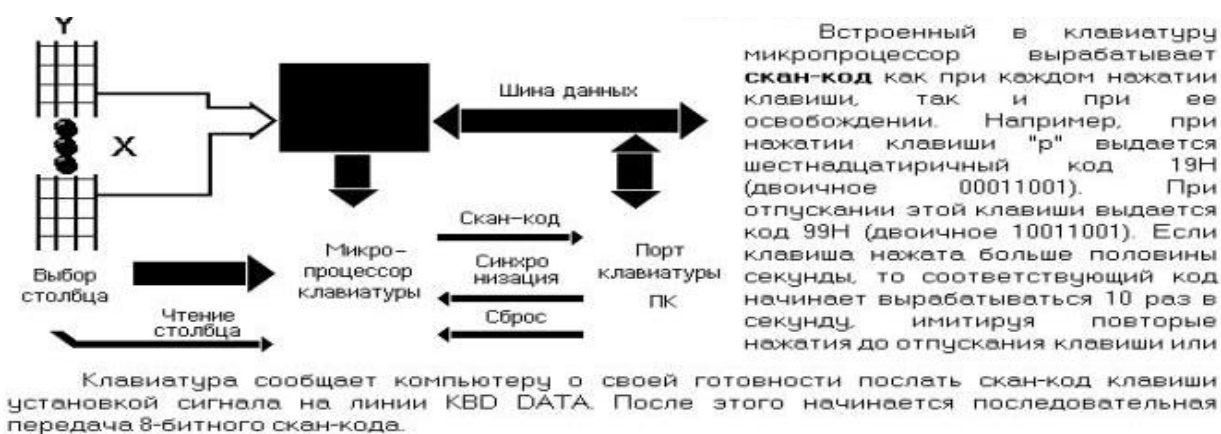 Y
X
Шина данных
Скан-код
Микро-
процессор
клавиатуры
Синхро
низация
Порт
клавиатуры
ПК
Выбор
столбца
Чтение
столбца
Сброс
Встроенный в клавиатуру
микропроцессор вырабатывает
скан-код как при каждом нажатии
клавиши, так и при ее
освобождении. Например, при
нажатии клавиши "р" выдается
шестнадцатиричный код 19H
(двоичное 00011001). При
отпускании этой клавиши выдается
код 99H (двоичное 10011001). Если
клавиша нажата больше половины
секунды, то соответствующий код
начинает вырабатываться 10 раз в
секунду, имитируя повторые
нажатия до отпускания клавиши или
Клавиатура сообщает компьютеру о своей готовности послать скан-код клавиши
установкой сигнала на линии KBD DATA. После этого начинается последовательная
передача 8-битного скан-кода.